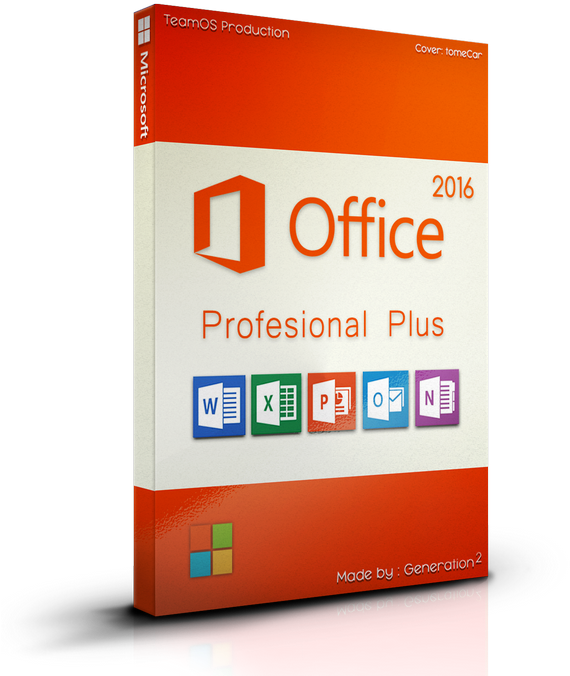 TeamOS Production
Cover: tomeCar
Microsoft
2016
Office
Profesional Plus
W
X
P
O
N
Made by : Generation2